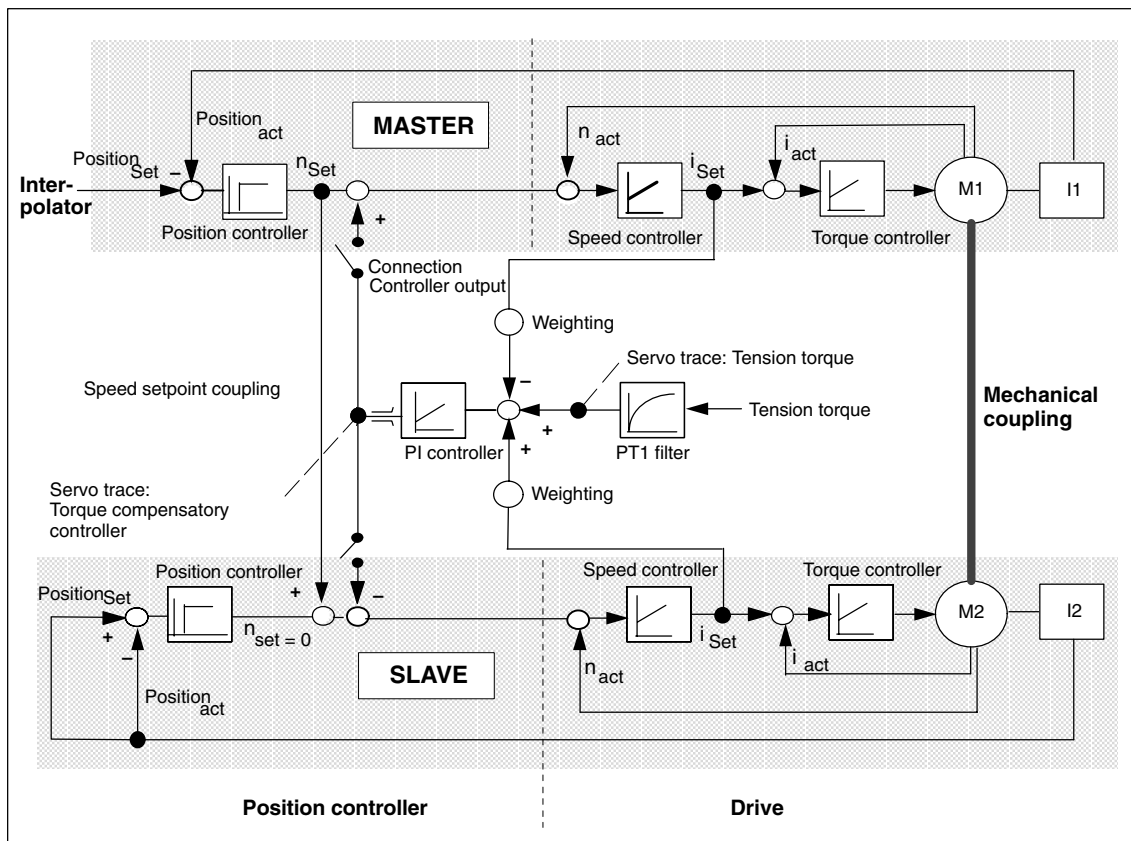 Position
act
MASTER
n
act
i
act
Position
Set
–
n
Set
i
Set
Inter-
polator
M1
I1
Position controller
+
Speed controller
Torque controller
Connection
Controller output
Weighting
Servo trace: Tension torque
Speed setpoint coupling
–
+
+
Tension torque
Mechanical
coupling
PI controller
PT1 filter
Servo trace:
Torque compensatory
controller
Weighting
Position controller
Speed controller
Torque controller
Position
Set
+
–
+
–
n
set = 0
i
Set
M2
I2
SLAVE
n
act
i
act
Position
act
Position controller
Drive